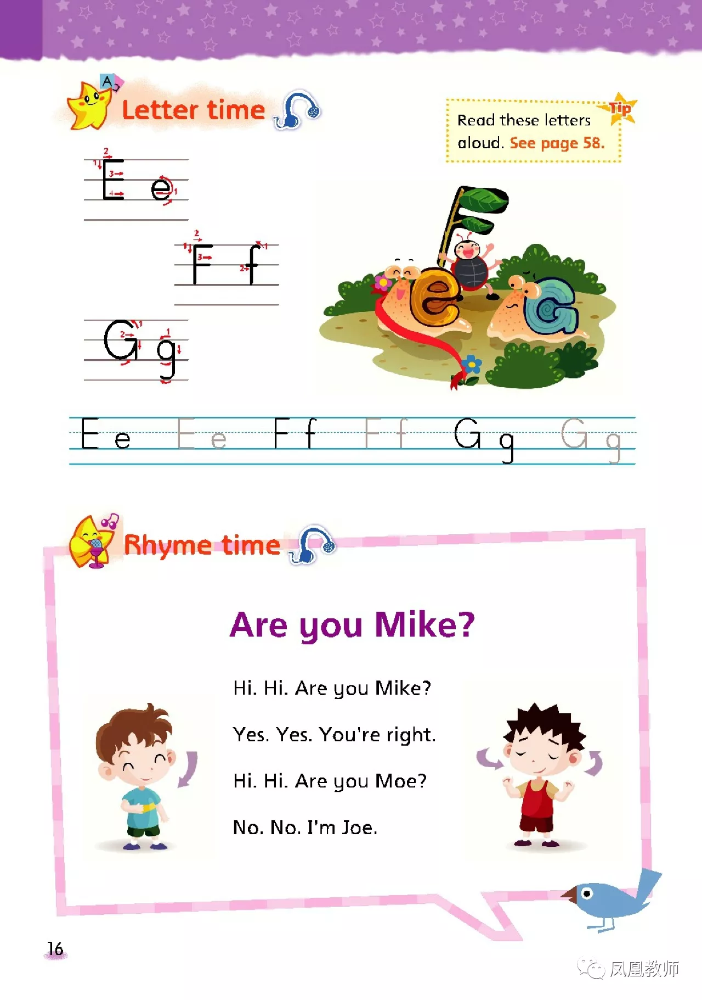 Letter time
Tip
Read these letters
aloud. See page 58.
E e
F f
G g
F
e G
E e E e F f F f G g G g
Rhyme time
Are you Mike?
Hi. Hi. Are you Mike?
Yes. Yes. You're right.
Hi. Hi. Are you Moe?
No. No. I'm Joe.
16
凤凰教师